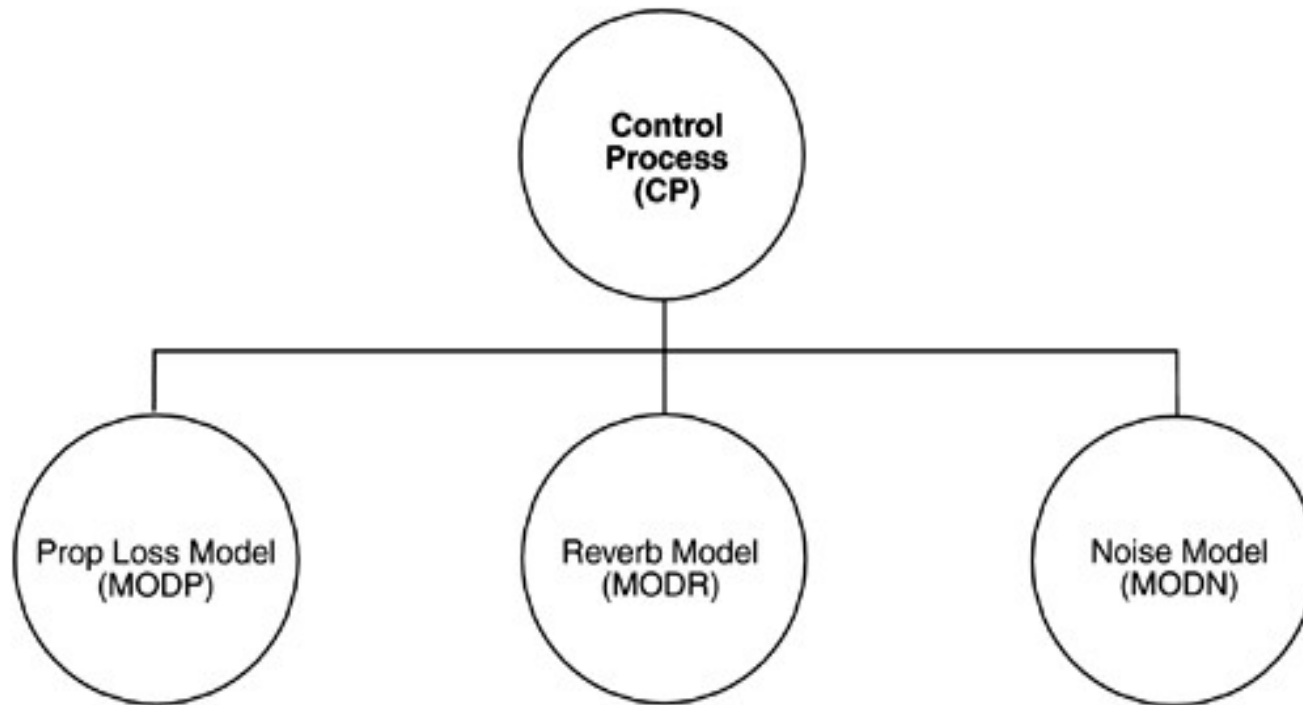 Control
Process
(CP)
Prop Loss Model
(MODP)
Reverb Model
(MODR)
Noise Model
(MODN)